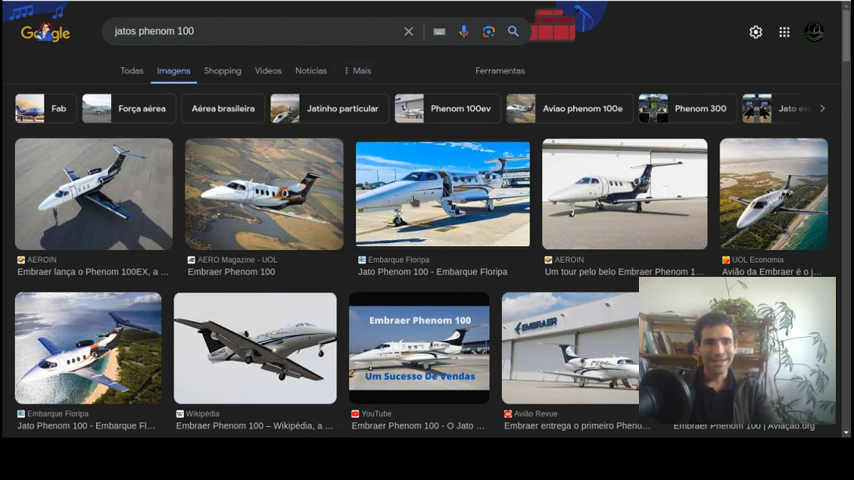 Google
jatos phenom 100
Todas Imagens Shopping Vídeos Notícias Mais Ferramentas
Fab Força aérea Aérea brasileira Jatinho particular Phenom 100ev Aviao phenom 100e Phenom 300 Jato
AEROIN
Embraer lança o Phenom 100EX, a ...
AERO Magazine - UOL
Embraer Phenom 100
Embarque Floripa
Jato Phenom 100 - Embarque Floripa
AEROIN
Um tour pelo belo Embraer Phenom 1...
UOL Economia
Avião da Embraer é o j...
Embraer Phenom 100
Um Sucesso De Vendas
EMBRAER
Embarque Floripa
Jato Phenom 100 - Embarque Fl...
Wikipédia
Embraer Phenom 100 – Wikipédia, a ...
YouTube
Embraer Phenom 100 - O Jato ...
Avião Revue
Embraer entrega o primeiro Pheno...
Embraer Phenom 100 | Aviação.org